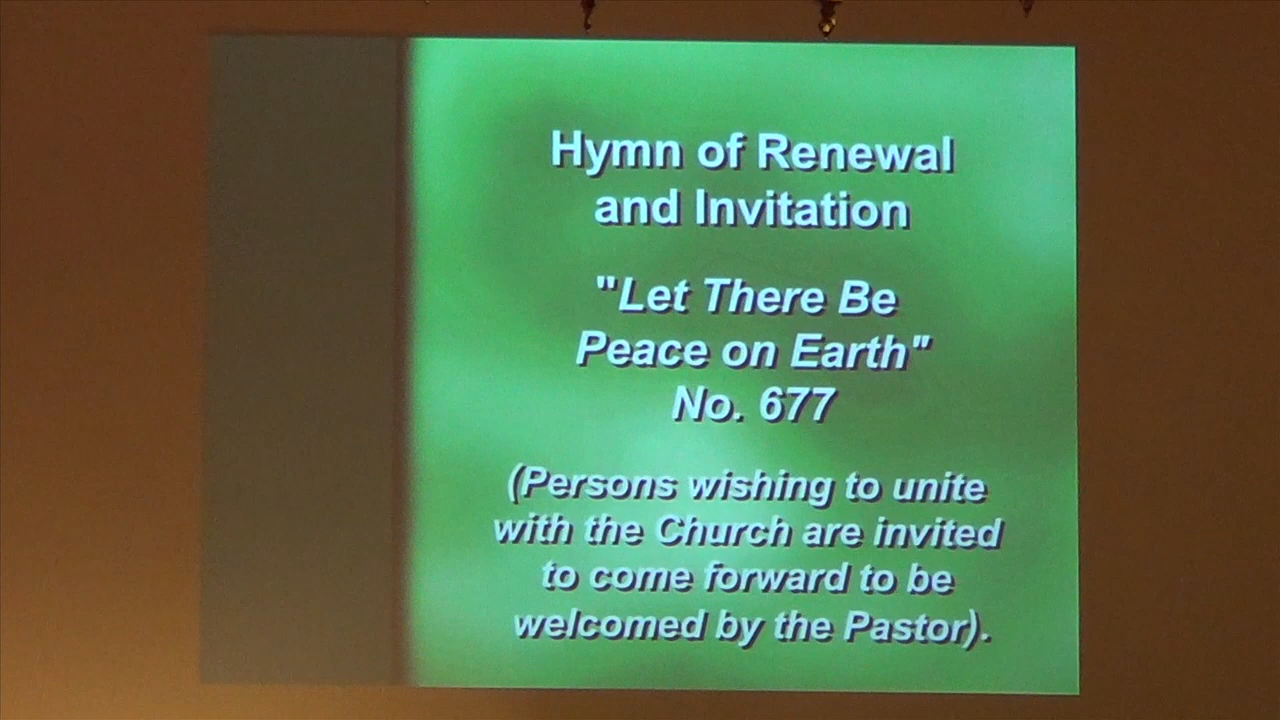 Hymn of Renewal
and Invitation
"Let There Be
Peace on Earth"
No. 677
(Persons wishing to unite
with the Church are invited
to come forward to be
welcomed by the Pastor).